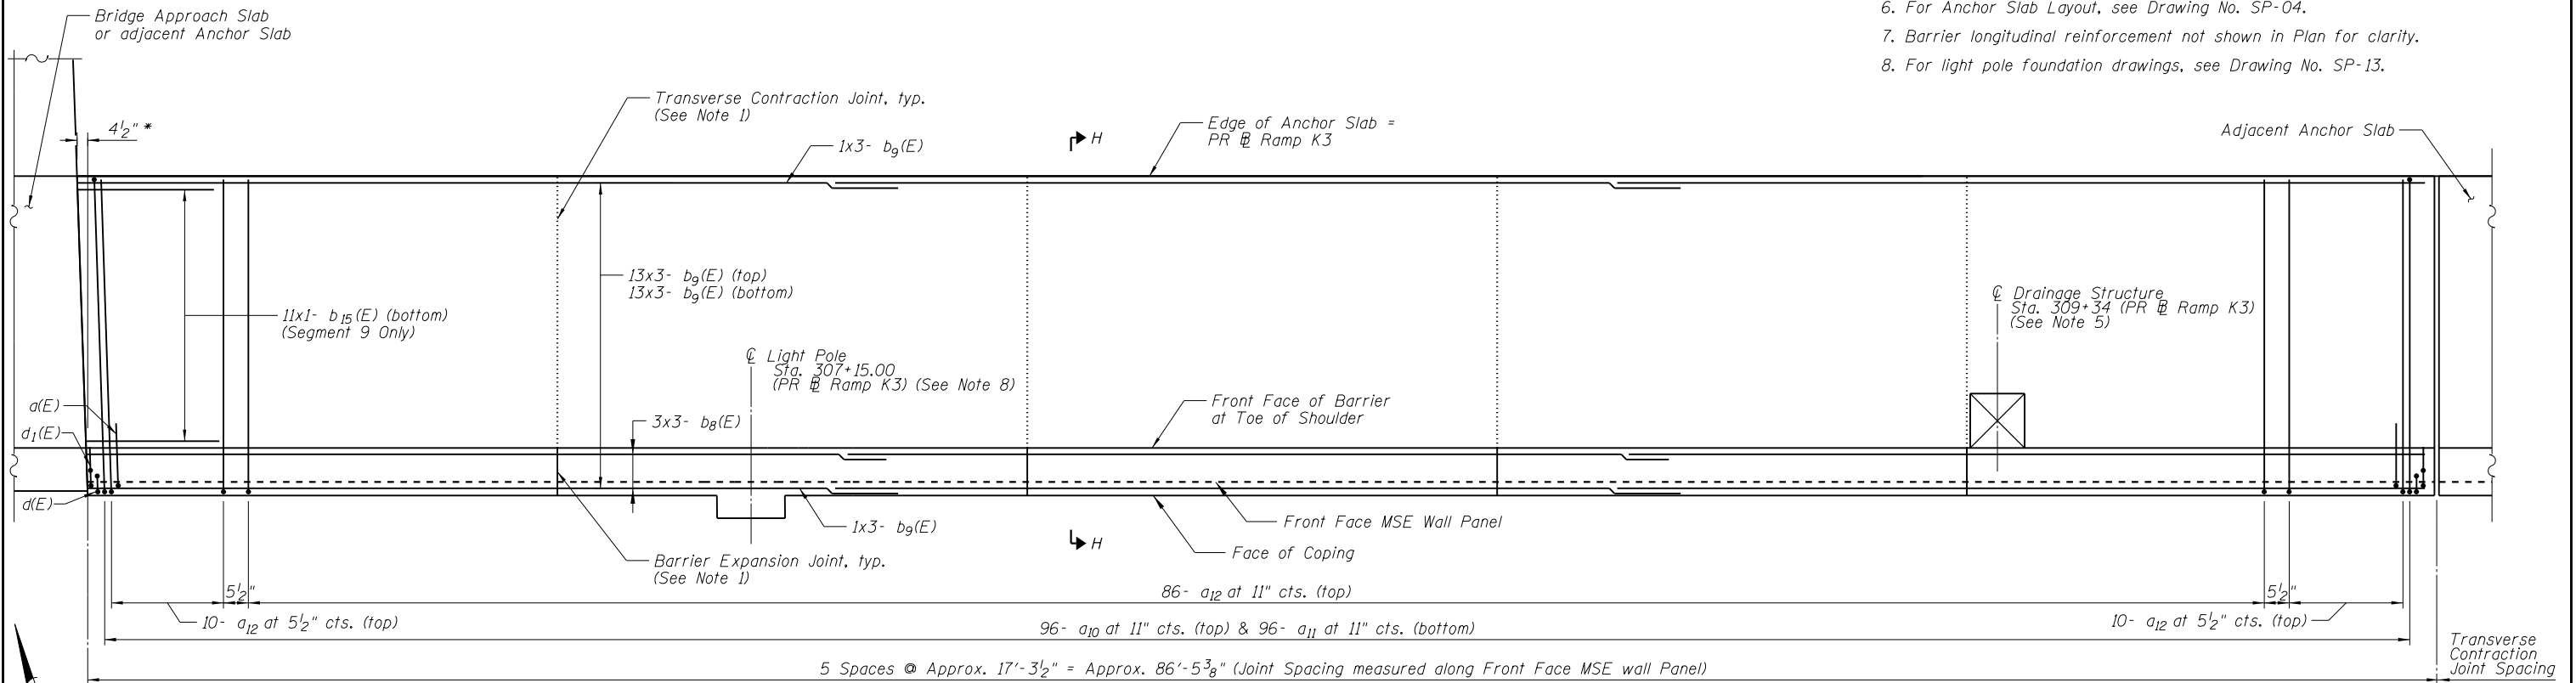 6. For Anchor Slab Layout, see Drawing No. SP-04.
7. Barrier longitudinal reinforcement not shown in Plan for clarity.
8. For light pole foundation drawings, see Drawing No. SP-13.
Bridge Approach Slab
or adjacent Anchor Slab
4½" *
Transverse Contraction Joint, typ.
(See Note 1)
1x3- b9(E)
H
Edge of Anchor Slab =
PR ℄ Ramp K3
Adjacent Anchor Slab
13x3- b9(E) (top)
13x3- b9(E) (bottom)
11x1- b15(E) (bottom)
(Segment 9 Only)
℄ Drainage Structure
Sta. 309+34 (PR ℄ Ramp K3)
(See Note 5)
℄ Light Pole
Sta. 307+15.00
(PR ℄ Ramp K3) (See Note 8)
a(E)
d1(E)
d(E)
3x3- b8(E)
Front Face of Barrier
at Toe of Shoulder
1x3- b9(E)
Front Face MSE Wall Panel
H
Face of Coping
Barrier Expansion Joint, typ.
(See Note 1)
5½"
86- a12 at 11" cts. (top)
5½"
10- a12 at 5½" cts. (top)
10- a12 at 5½" cts. (top)
96- a10 at 11" cts. (top) & 96- a11 at 11" cts. (bottom)
5 Spaces @ Approx. 17'-3½" = Approx. 86'-5⅜" (Joint Spacing measured along Front Face MSE wall Panel)
Transverse
Contraction
Joint Spacing